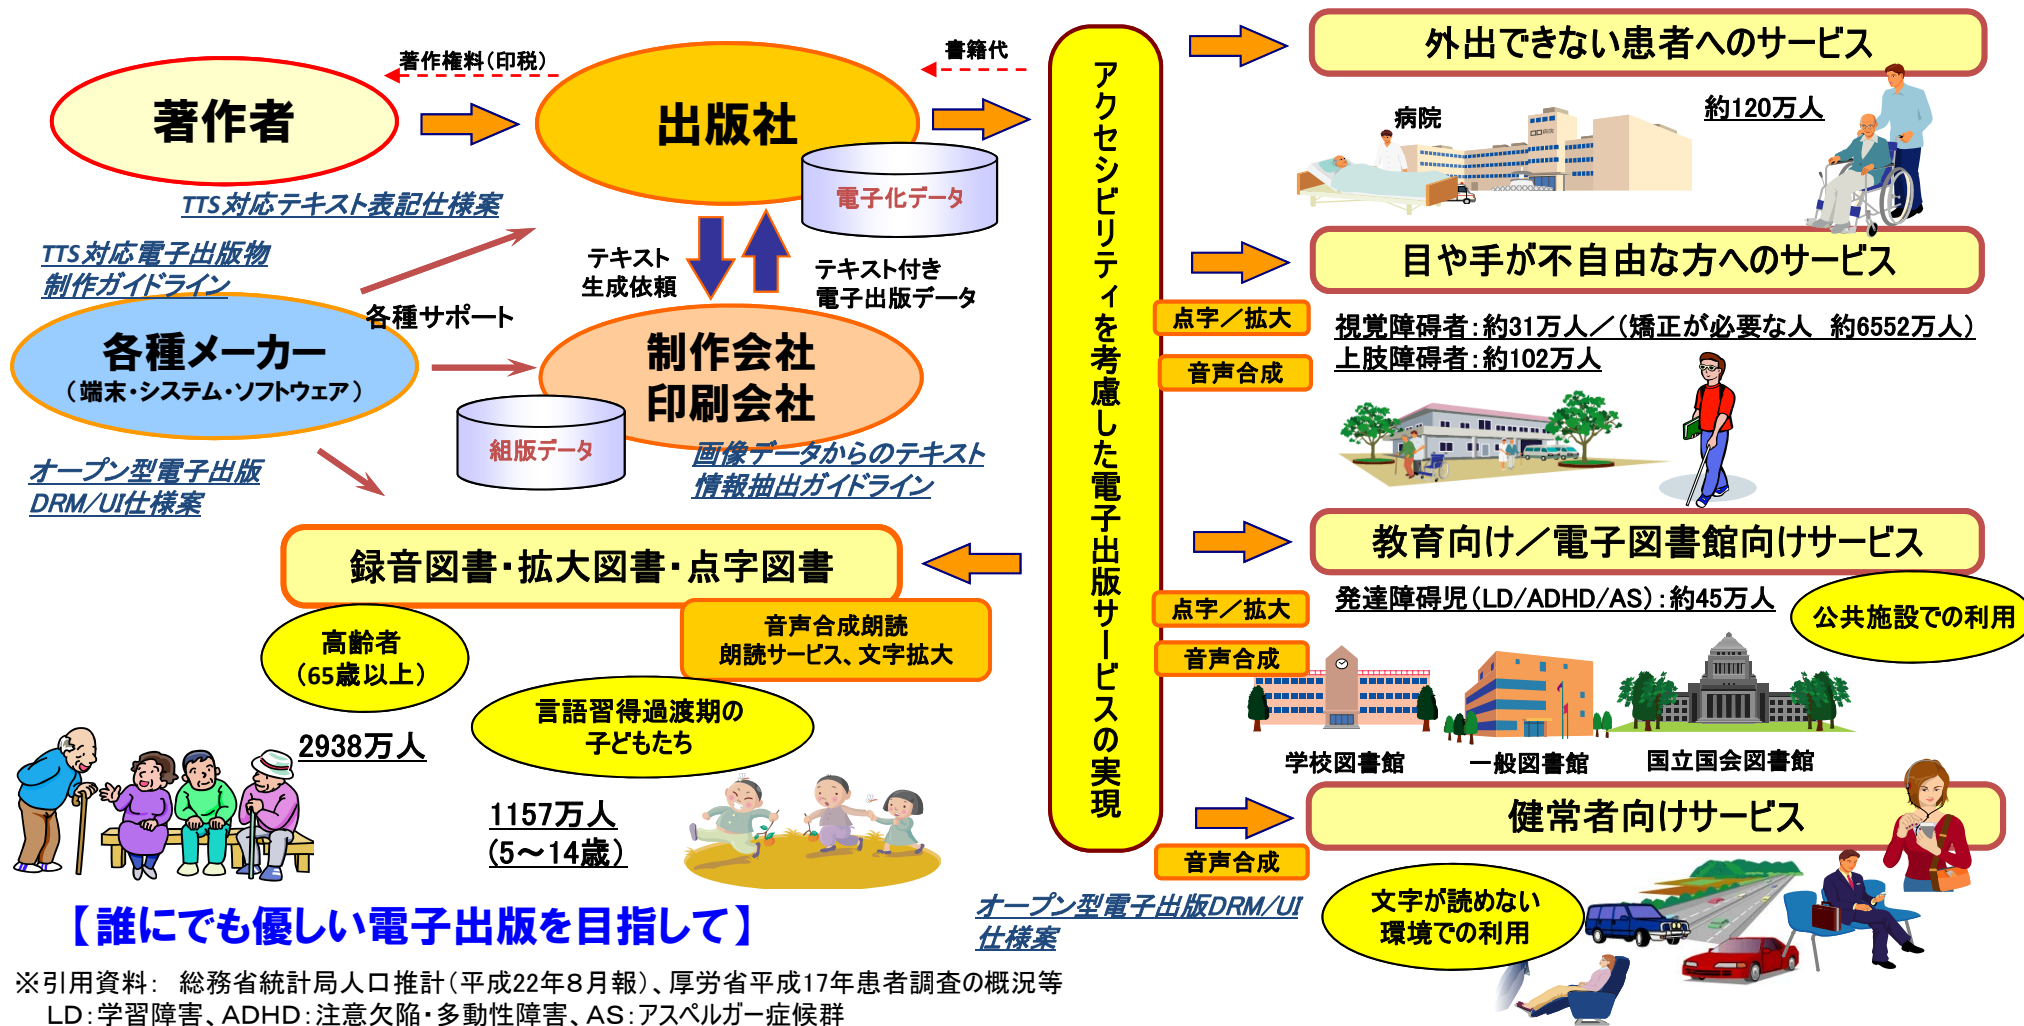 著作権料（印税）
書籍代
著作者
出版社
電子化データ
TTS対応テキスト表記仕様案
TTS対応電子出版物
制作ガイドライン
テキスト
生成依頼
テキスト付き
電子出版データ
各種サポート
各種メーカー
（端末・システム・ソフトウェア）
制作会社
印刷会社
組版データ
オープン型電子出版
DRM/UI仕様案
画像データからのテキスト
情報抽出ガイドライン
録音図書・拡大図書・点字図書
音声合成朗読
朗読サービス、文字拡大
高齢者
（65歳以上）
2938万人
言語習得過渡期の
子どもたち
1157万人
(5～14歳）
アクセシビリティを考慮した電子出版サービスの実現
外出できない患者へのサービス
約120万人
病院
病院
目や手が不自由な方へのサービス
点字／拡大
音声合成
視覚障碍者：約31万人／（矯正が必要な人　約6552万人）
上肢障碍者：約102万人
教育向け／電子図書館向けサービス
点字／拡大
音声合成
発達障碍児（LD/ADHD/AS）：約45万人
公共施設での利用
学校図書館
一般図書館
国立国会図書館
健常者向けサービス
音声合成
文字が読めない
環境での利用
オープン型電子出版DRM/UI
仕様案
【誰にでも優しい電子出版を目指して】
※引用資料：　総務省統計局人口推計（平成22年８月報）、厚労省平成17年患者調査の概況等
ＬＤ：学習障害、ＡＤＨＤ：注意欠陥・多動性障害、ＡＳ：アスペルガー症候群